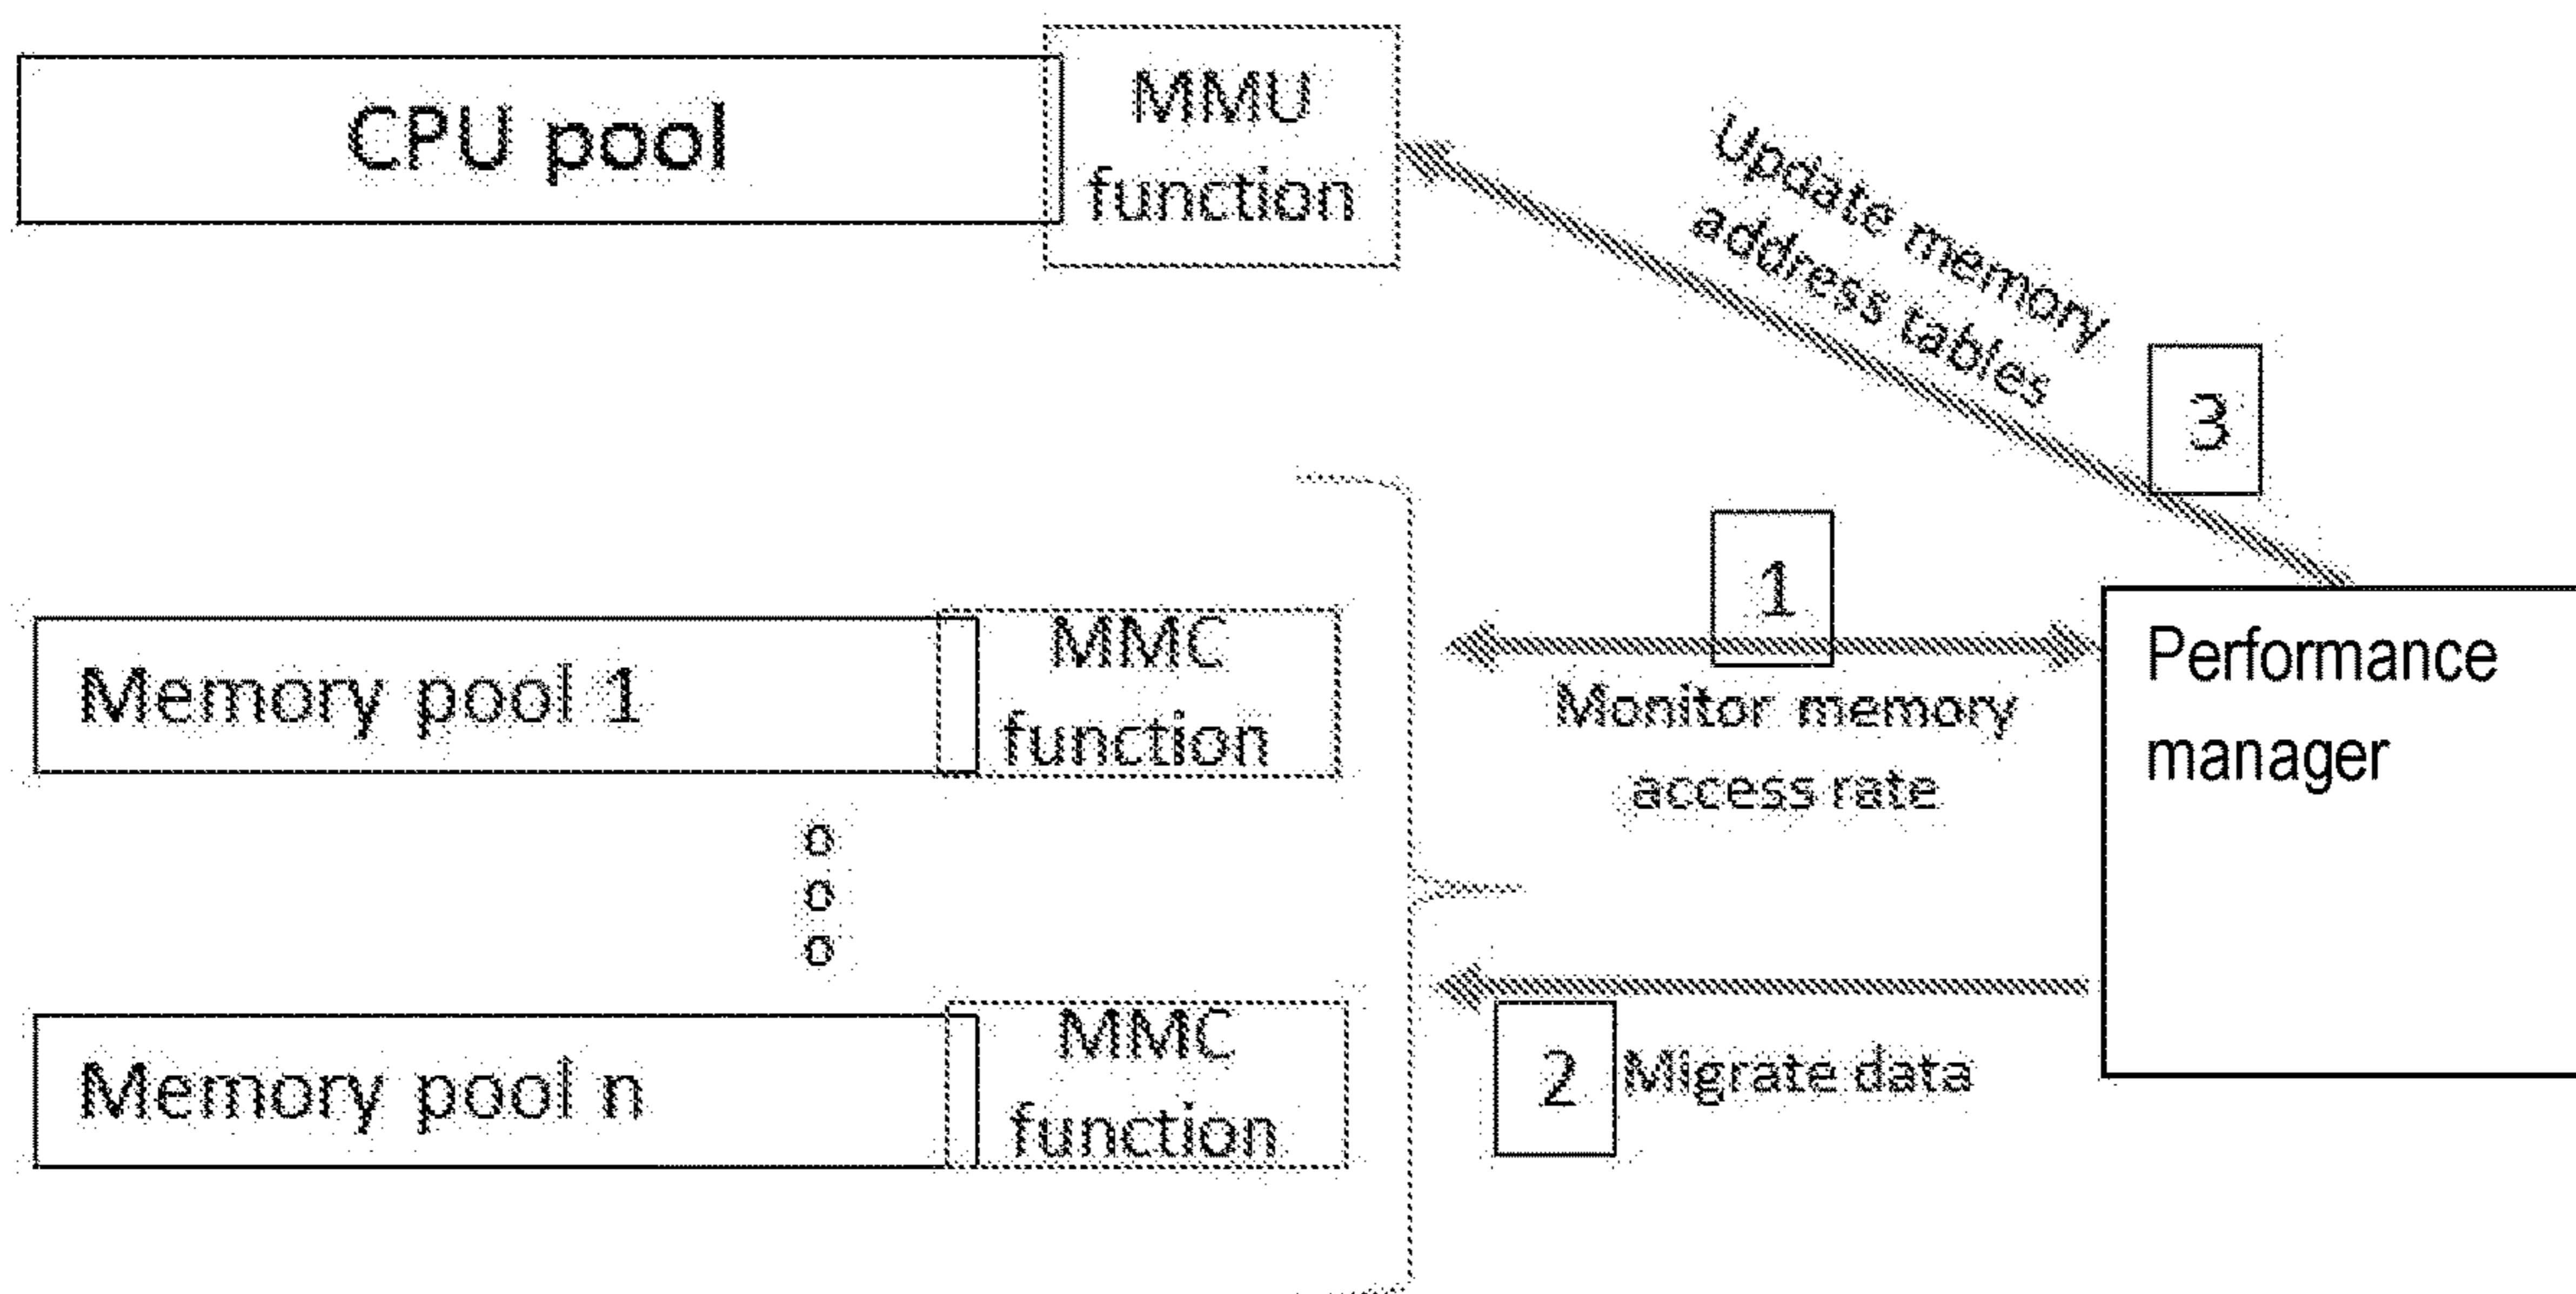 CPU pool
MMU
function
Update memory
address tables
3
1
Monitor memory
access rate
Performance
manager
Memory pool 1
MMC
function
o
o
o
Memory pool n
MMC
function
2
Migrate data